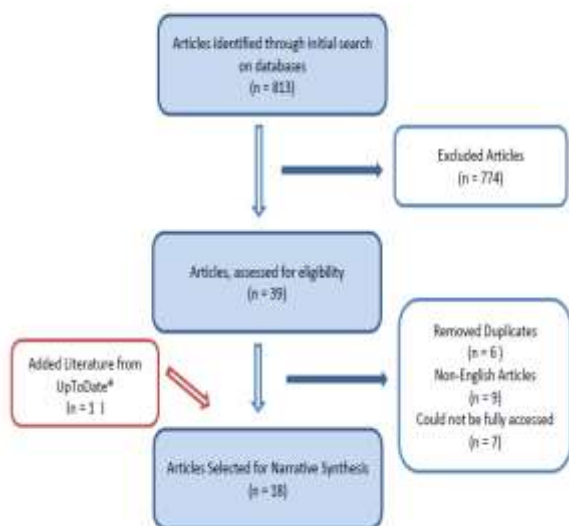 Articles identified through initial search
on databases
(n = 813)
Excluded Articles
(n = 774)
Articles, assessed for eligibility
(n = 39)
Removed Duplicates
(n = 6 )
Non-English Articles
(n = 9)
Could not be fully accessed
(n = 7)
Added Literature from
UpToDate®
(n = 1 )
Articles Selected for Narrative Synthesis
(n = 18)